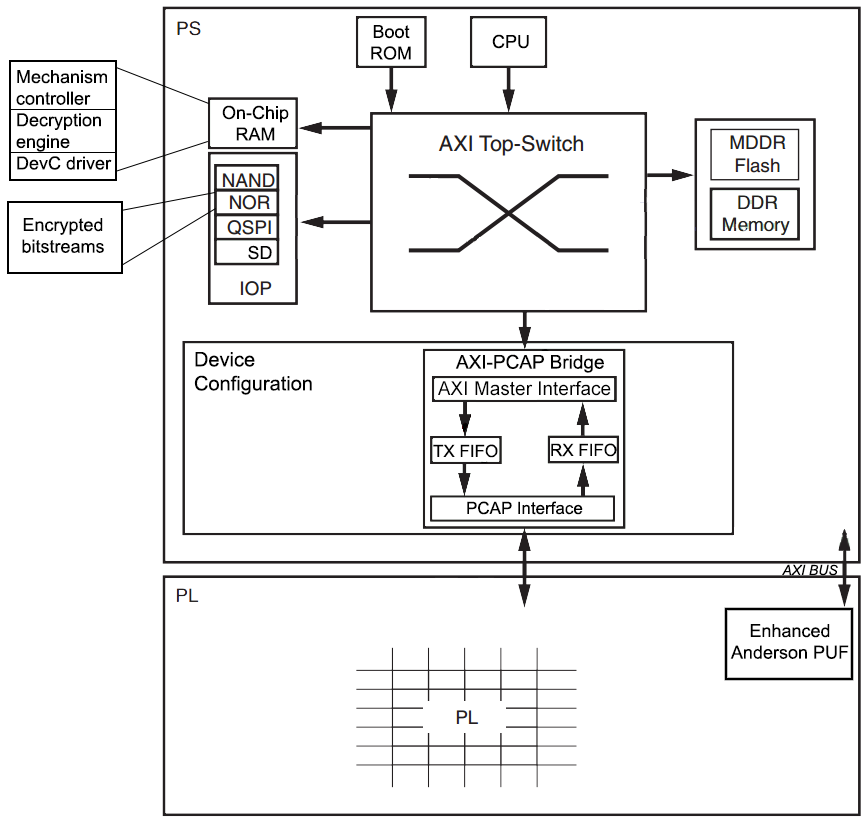 PS
Boot
ROM
CPU
Mechanism
controller
Decryption
engine
DevC driver
On-Chip
RAM
AXI Top-Switch
MDDR
Flash
DDR
Memory
NAND
NOR
QSPI
SD
IOP
Encrypted
bitstreams
Device
Configuration
AXI-PCAP Bridge
AXI Master Interface
TX FIFO
RX FIFO
PCAP Interface
AXI BUS
PL
Enhanced
Anderson PUF
PL